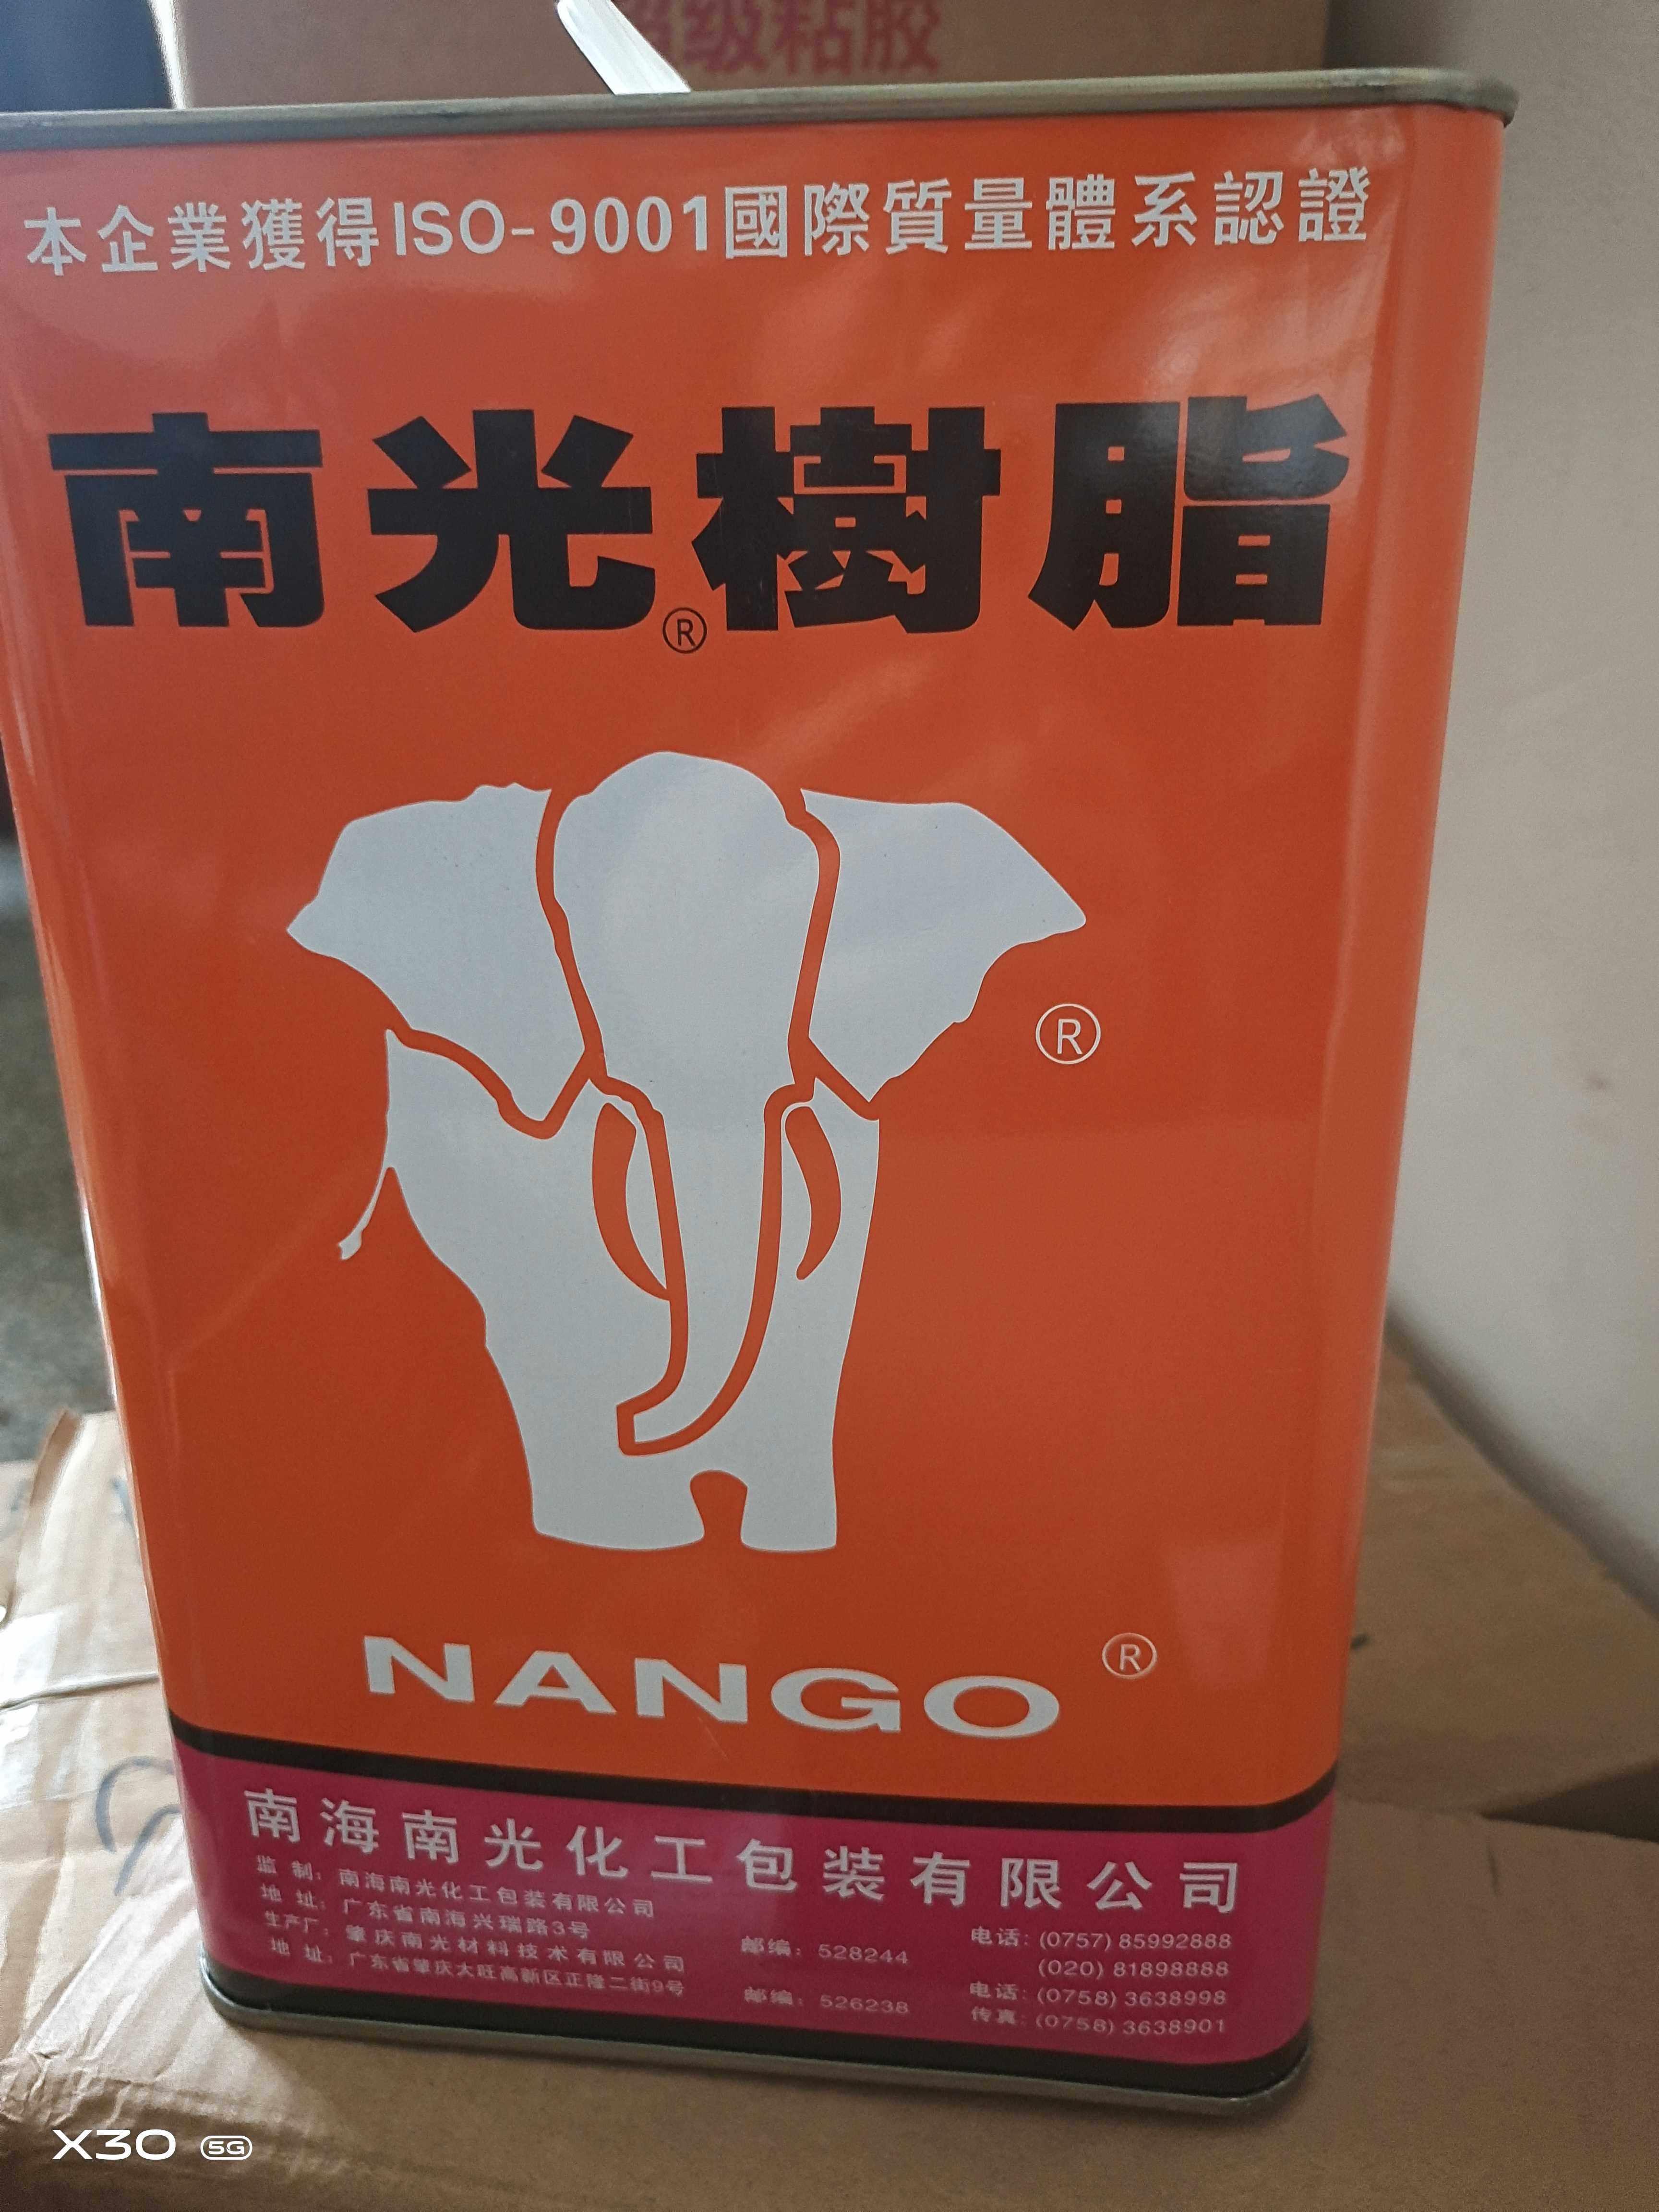 超级粘胶
本企業獲得ISO-9001國際質量體系認證
南光®樹脂
®
NANGO ®
南海南光化工包装有限公司
监 制：南海南光化工包装有限公司
地 址：广东省南海兴瑞路3号 邮编：528244 电话：(0757) 85992888
(020) 81898888
生产厂：肇庆南光材料技术有限公司 电话：(0758) 3638998
地 址：广东省肇庆大旺高新区正隆二街9号 邮编：526238 传真：(0758) 3638901
X30 5G